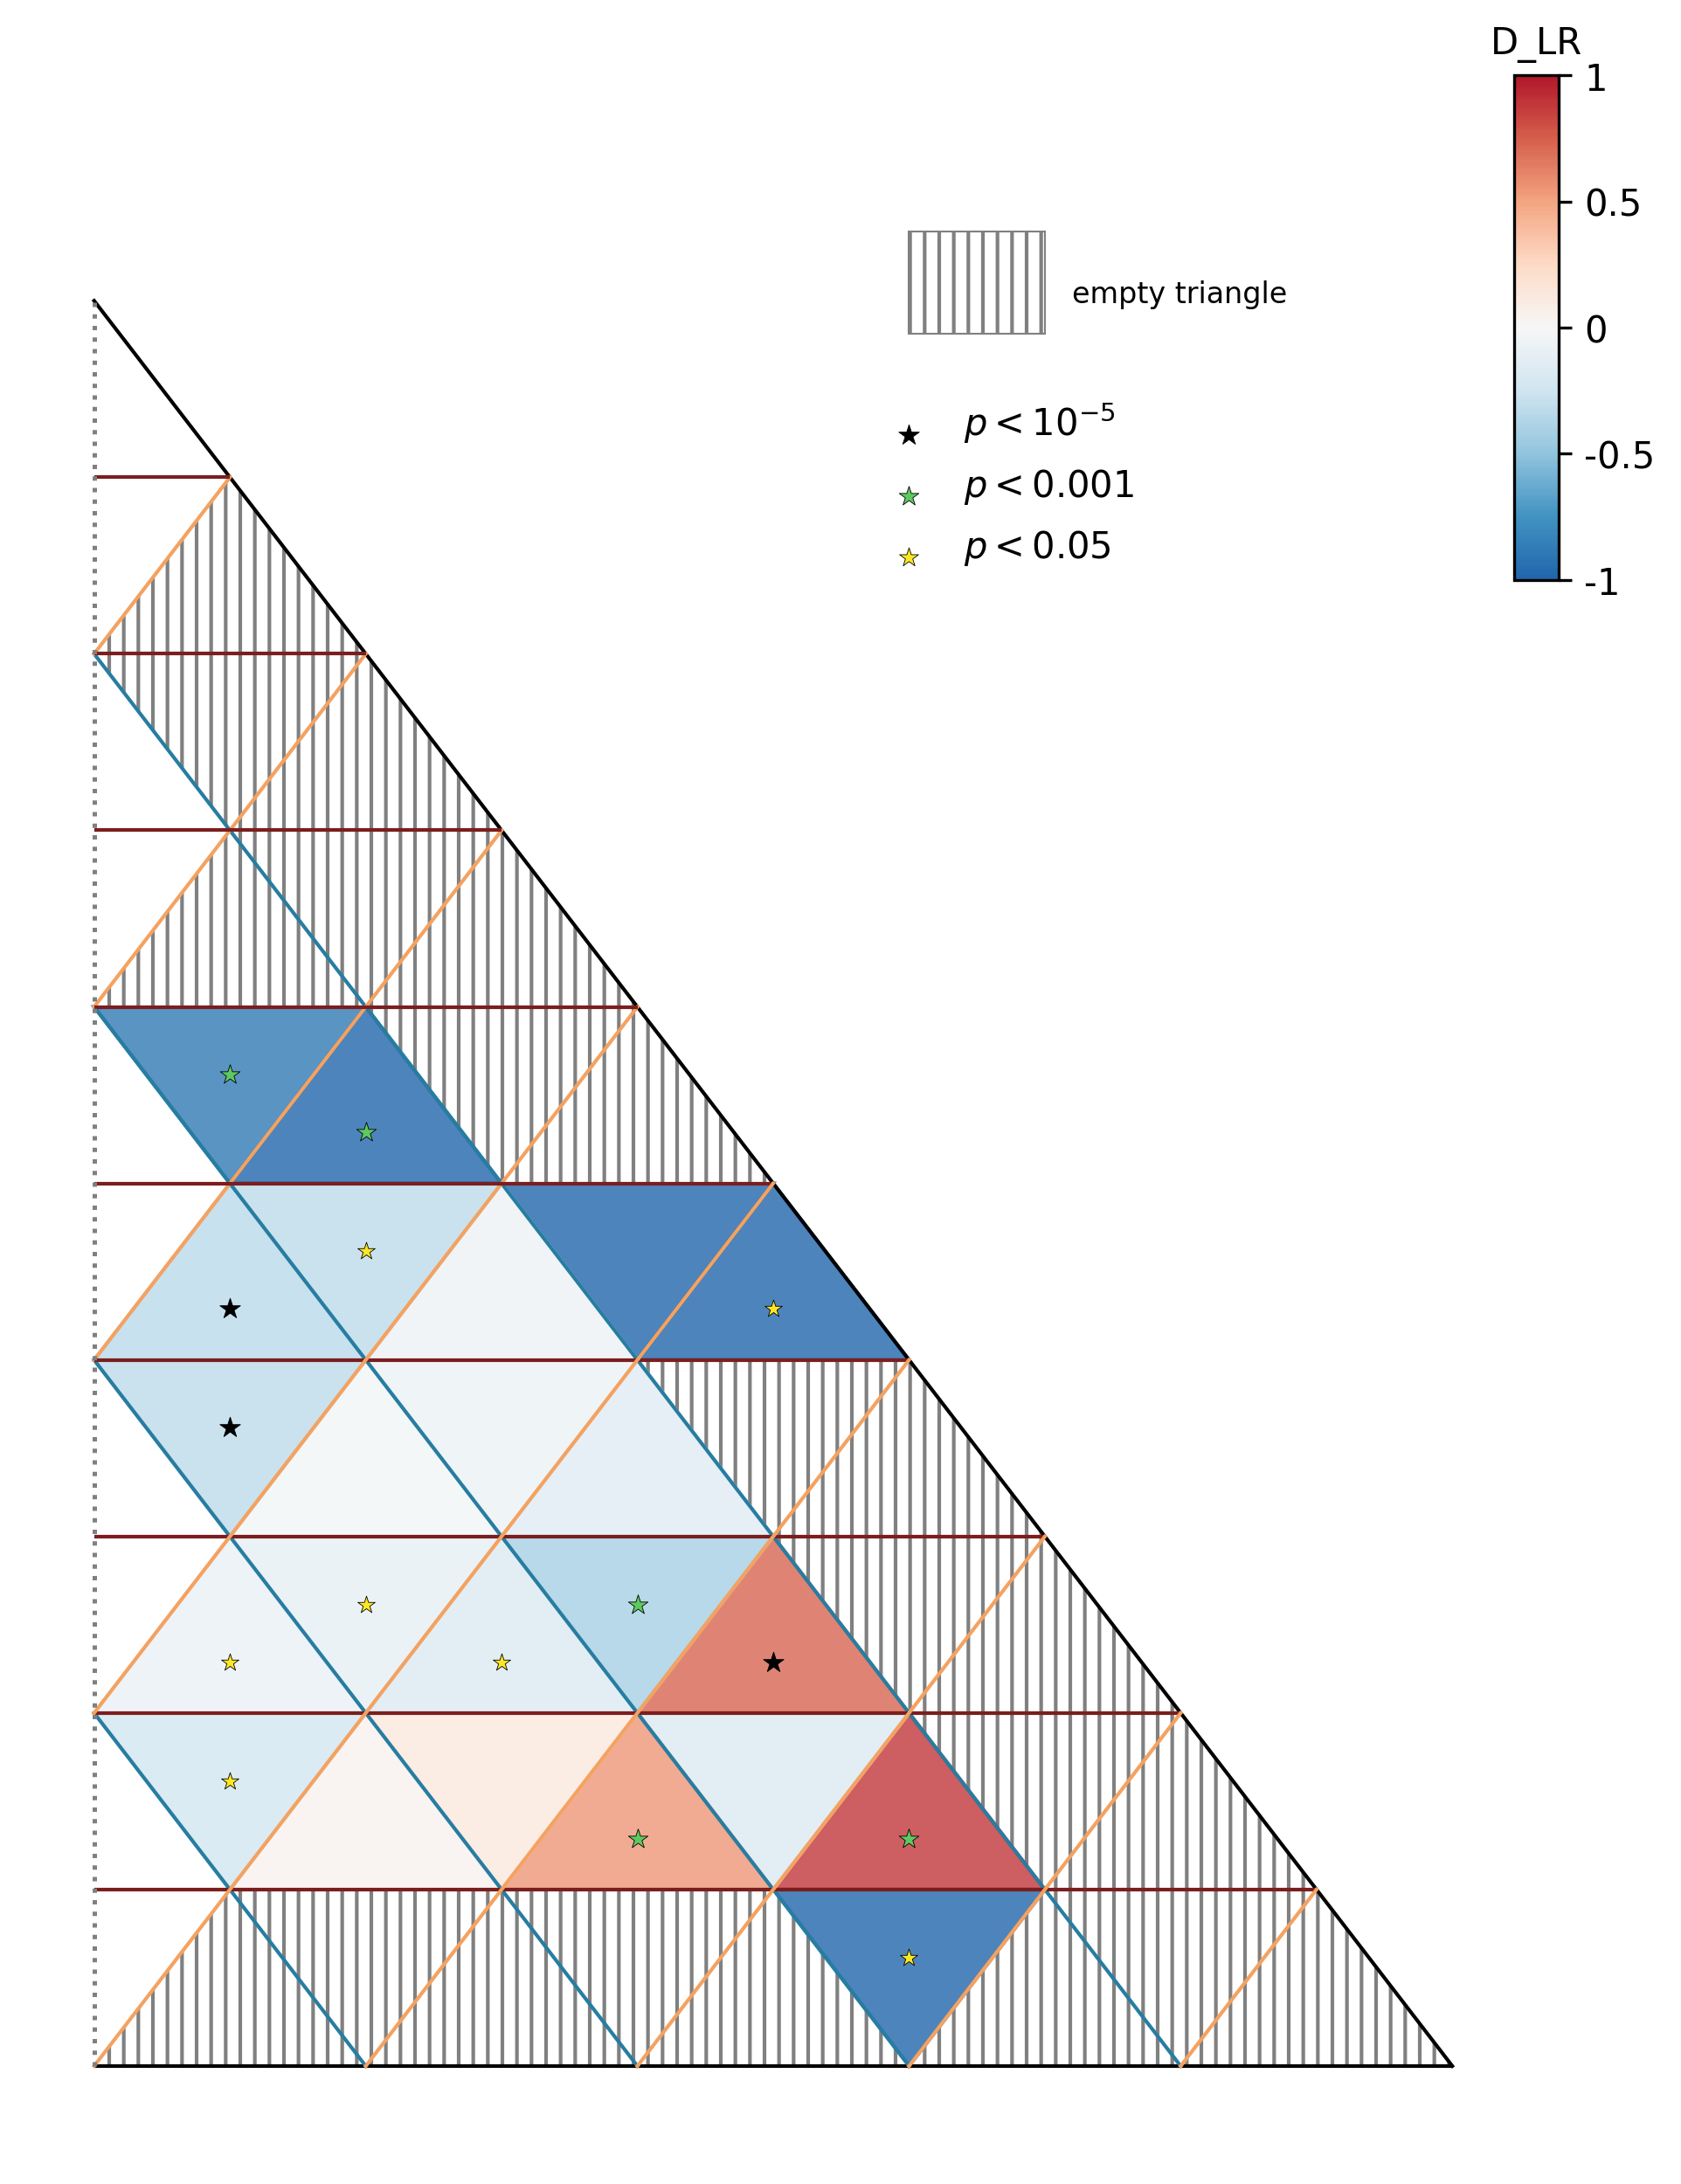 D_LR
1
0.5
0
-0.5
-1
empty triangle
p < 10⁻⁵
p < 0.001
p < 0.05